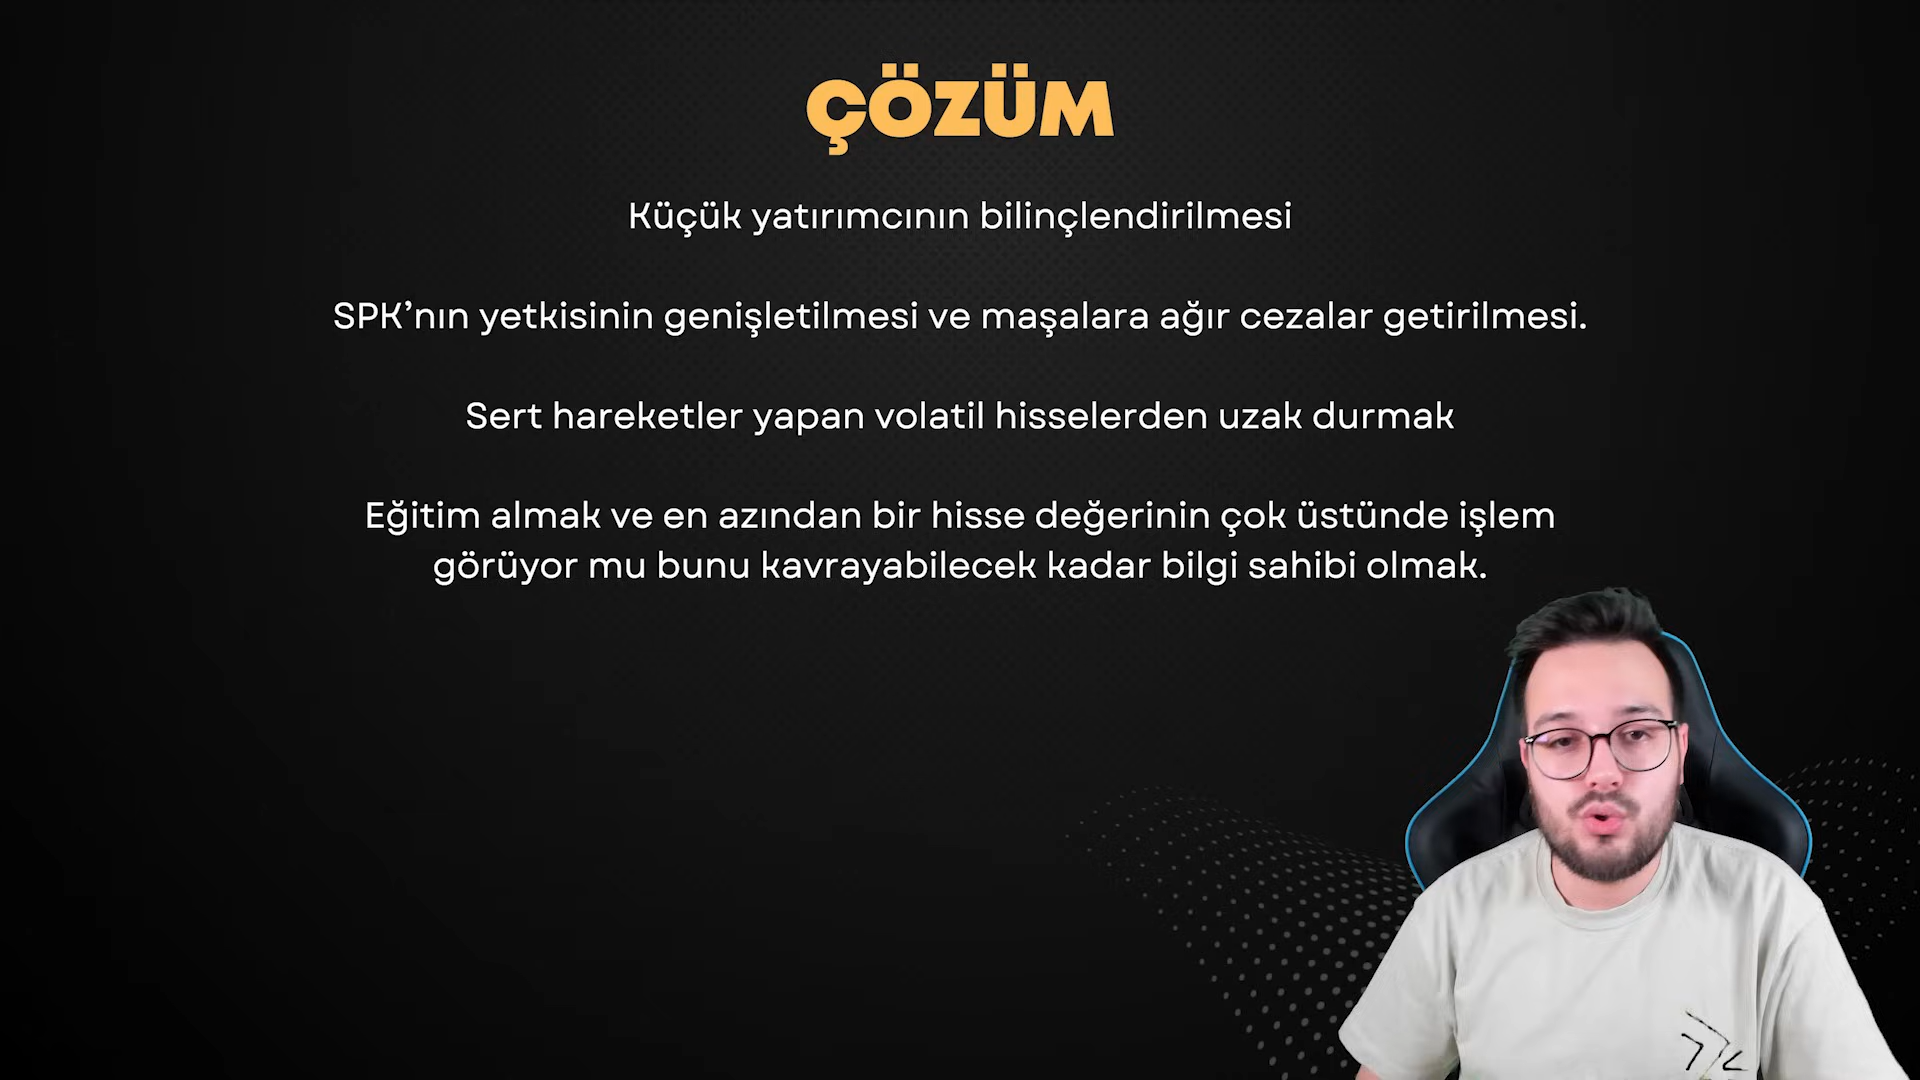 ÇÖZÜM
Küçük yatırımcının bilinçlendirilmesi
SPK’nın yetkisinin genişletilmesi ve maşalara ağır cezalar getirilmesi.
Sert hareketler yapan volatil hisselerden uzak durmak
Eğitim almak ve en azından bir hisse değerinin çok üstünde işlem
görüyor mu bunu kavrayabilecek kadar bilgi sahibi olmak.